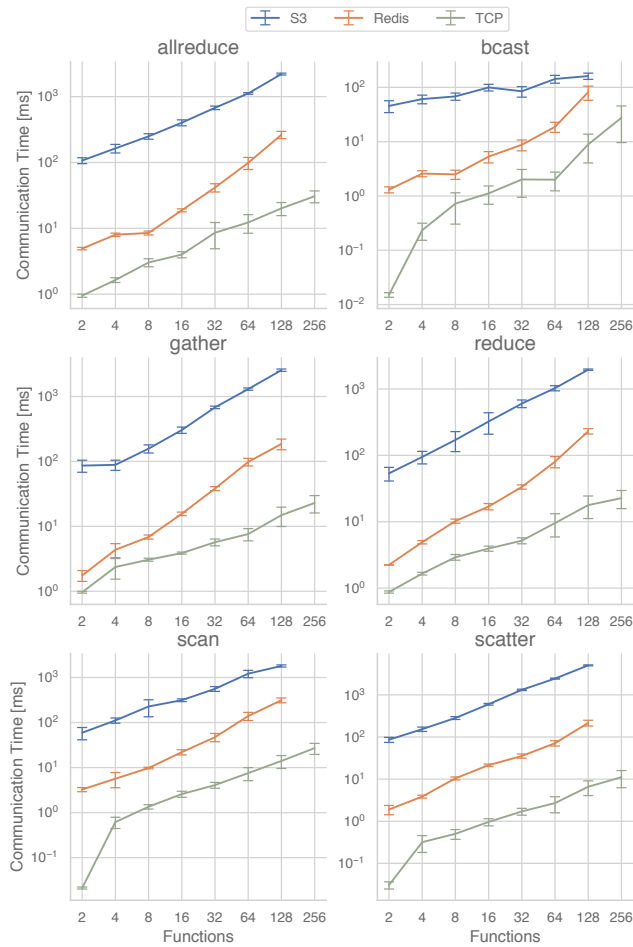 S3 Redis TCP
allreduce bcast
Communication Time [ms]
10³
10²
10¹
10⁰
2 4 8 16 32 64 128 256
10²
10¹
10⁰
10⁻¹
10⁻²
2 4 8 16 32 64 128 256
gather reduce
Communication Time [ms]
10³
10²
10¹
10⁰
2 4 8 16 32 64 128 256
10³
10²
10¹
10⁰
2 4 8 16 32 64 128 256
scan scatter
Communication Time [ms]
10³
10²
10¹
10⁰
10⁻¹
2 4 8 16 32 64 128 256
Functions
10³
10²
10¹
10⁰
10⁻¹
2 4 8 16 32 64 128 256
Functions